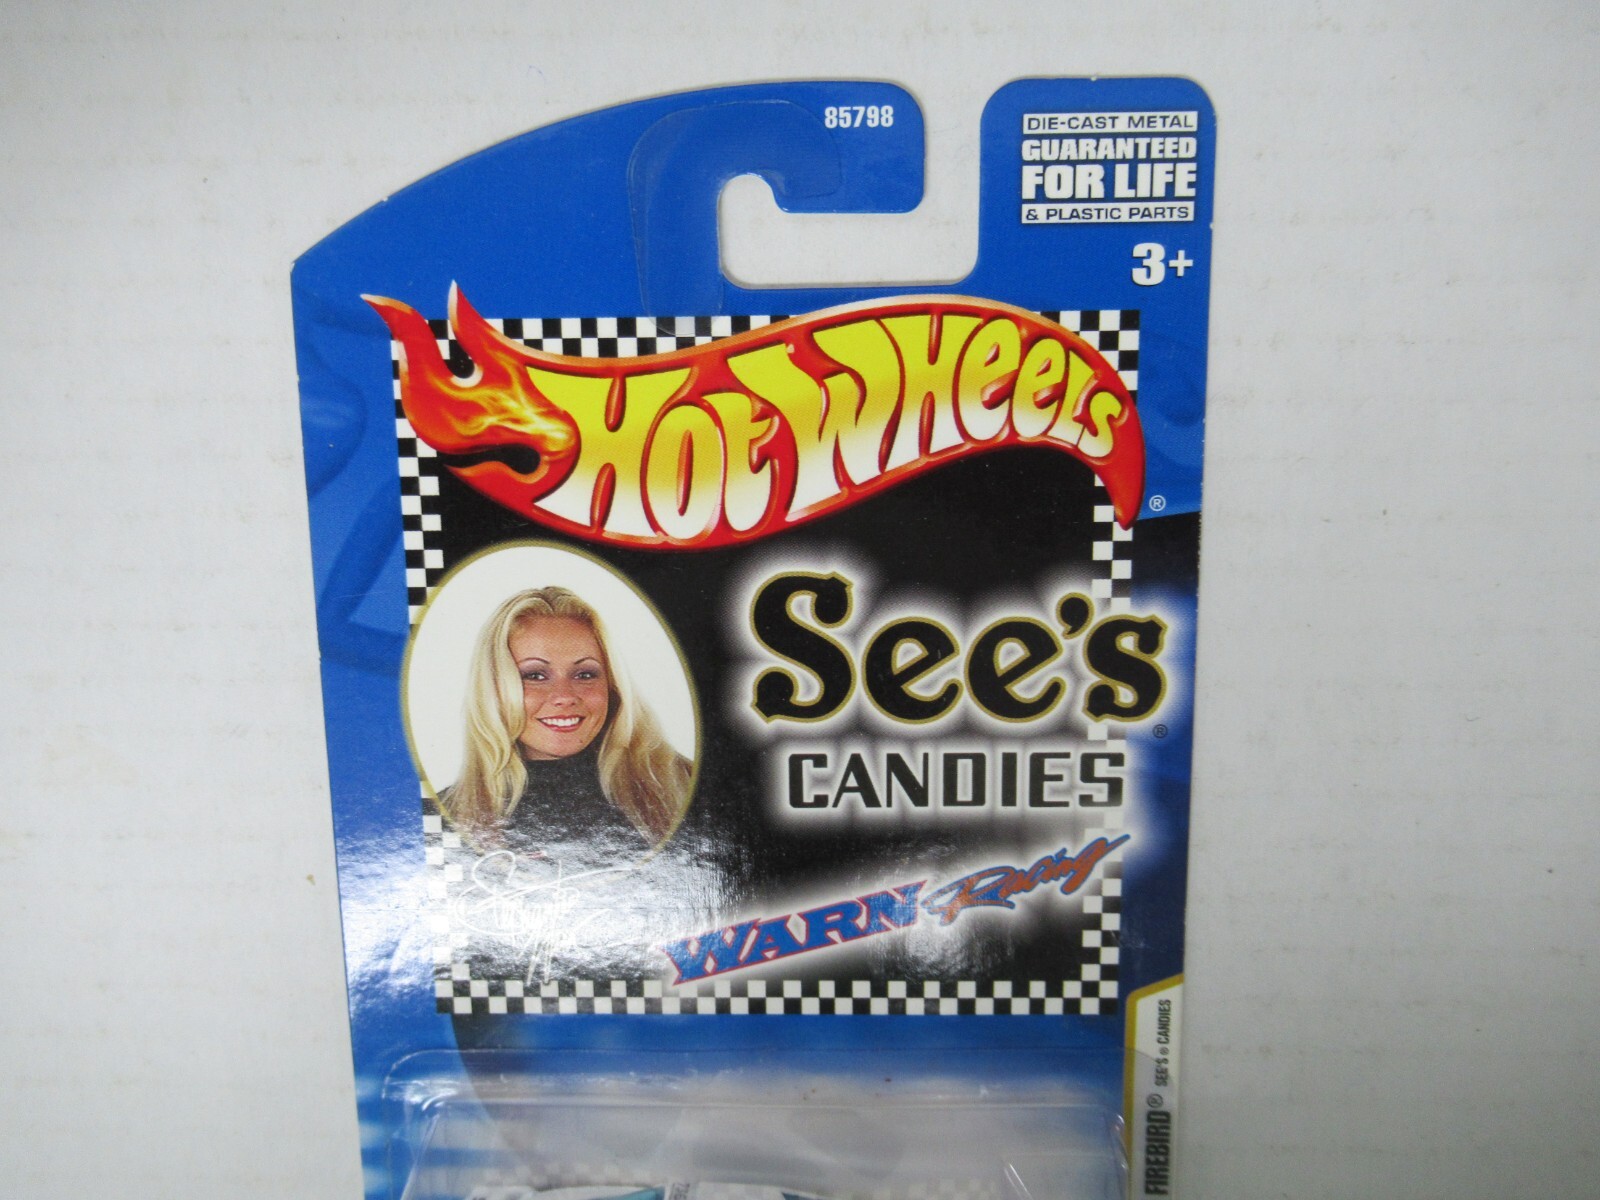 85798
DIE-CAST METAL
GUARANTEED
FOR LIFE
& PLASTIC PARTS
3+
HOT WHEELS®
See's®
CANDIES
WARN Racing
FIREBIRD® SEE'S® CANDIES